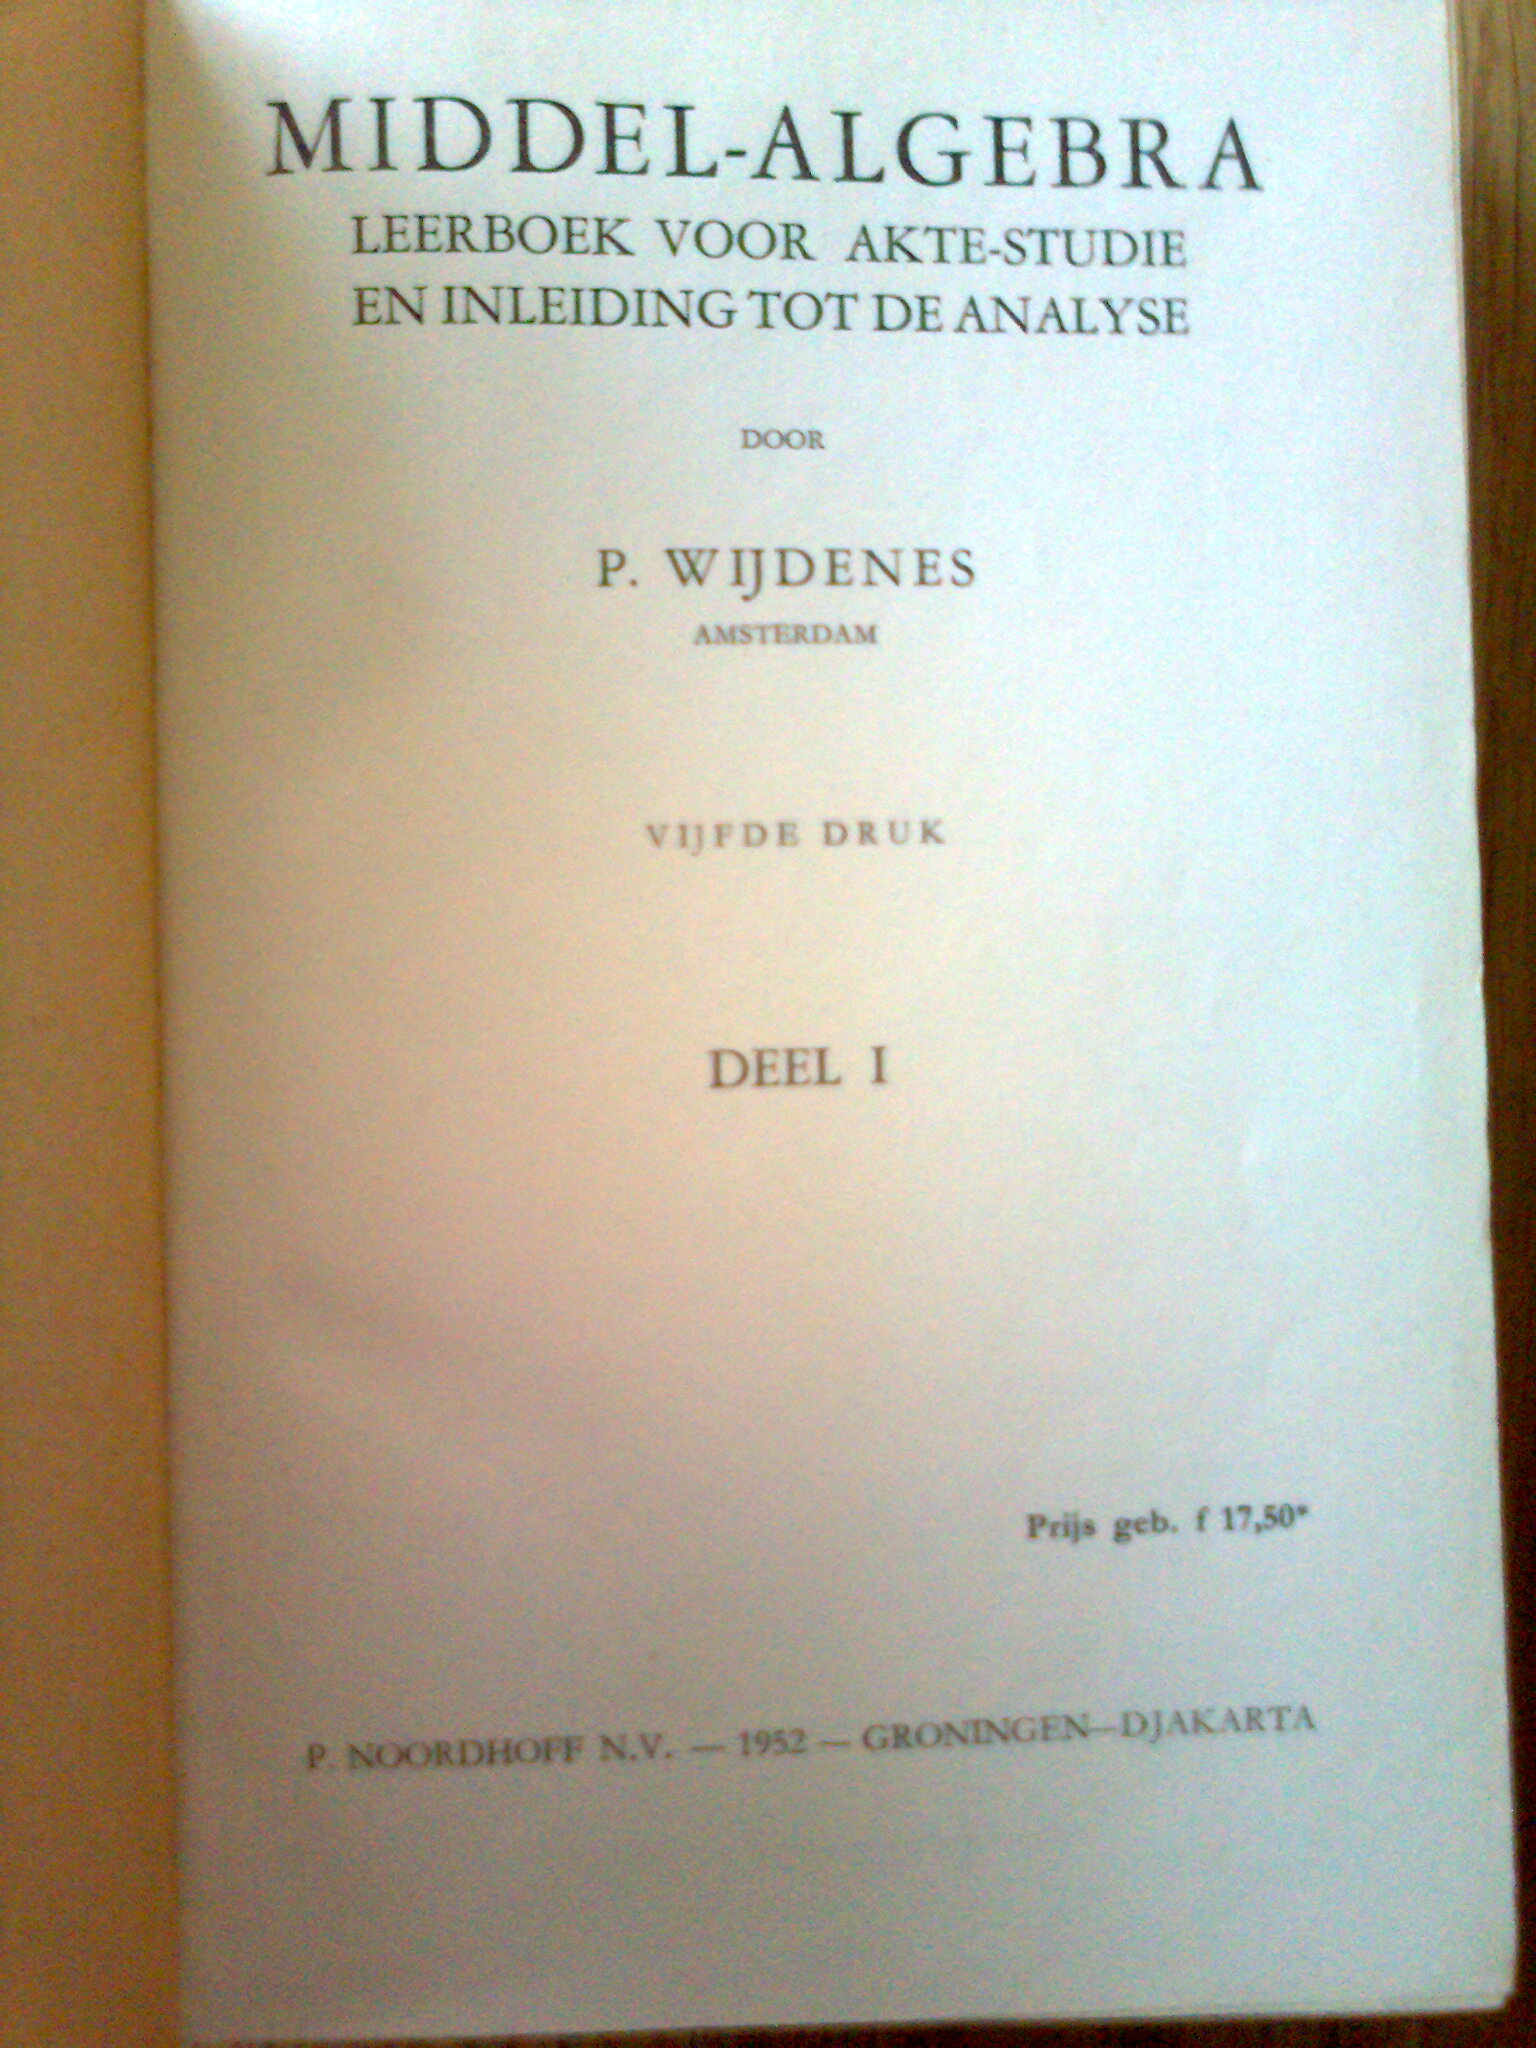 MIDDEL-ALGEBRA
LEERBOEK VOOR AKTE-STUDIE
EN INLEIDING TOT DE ANALYSE
DOOR
P. WIJDENES
AMSTERDAM
VIJFDE DRUK
DEEL I
Prijs geb. f 17,50*
P. NOORDHOFF N.V. — 1952 — GRONINGEN—DJAKARTA